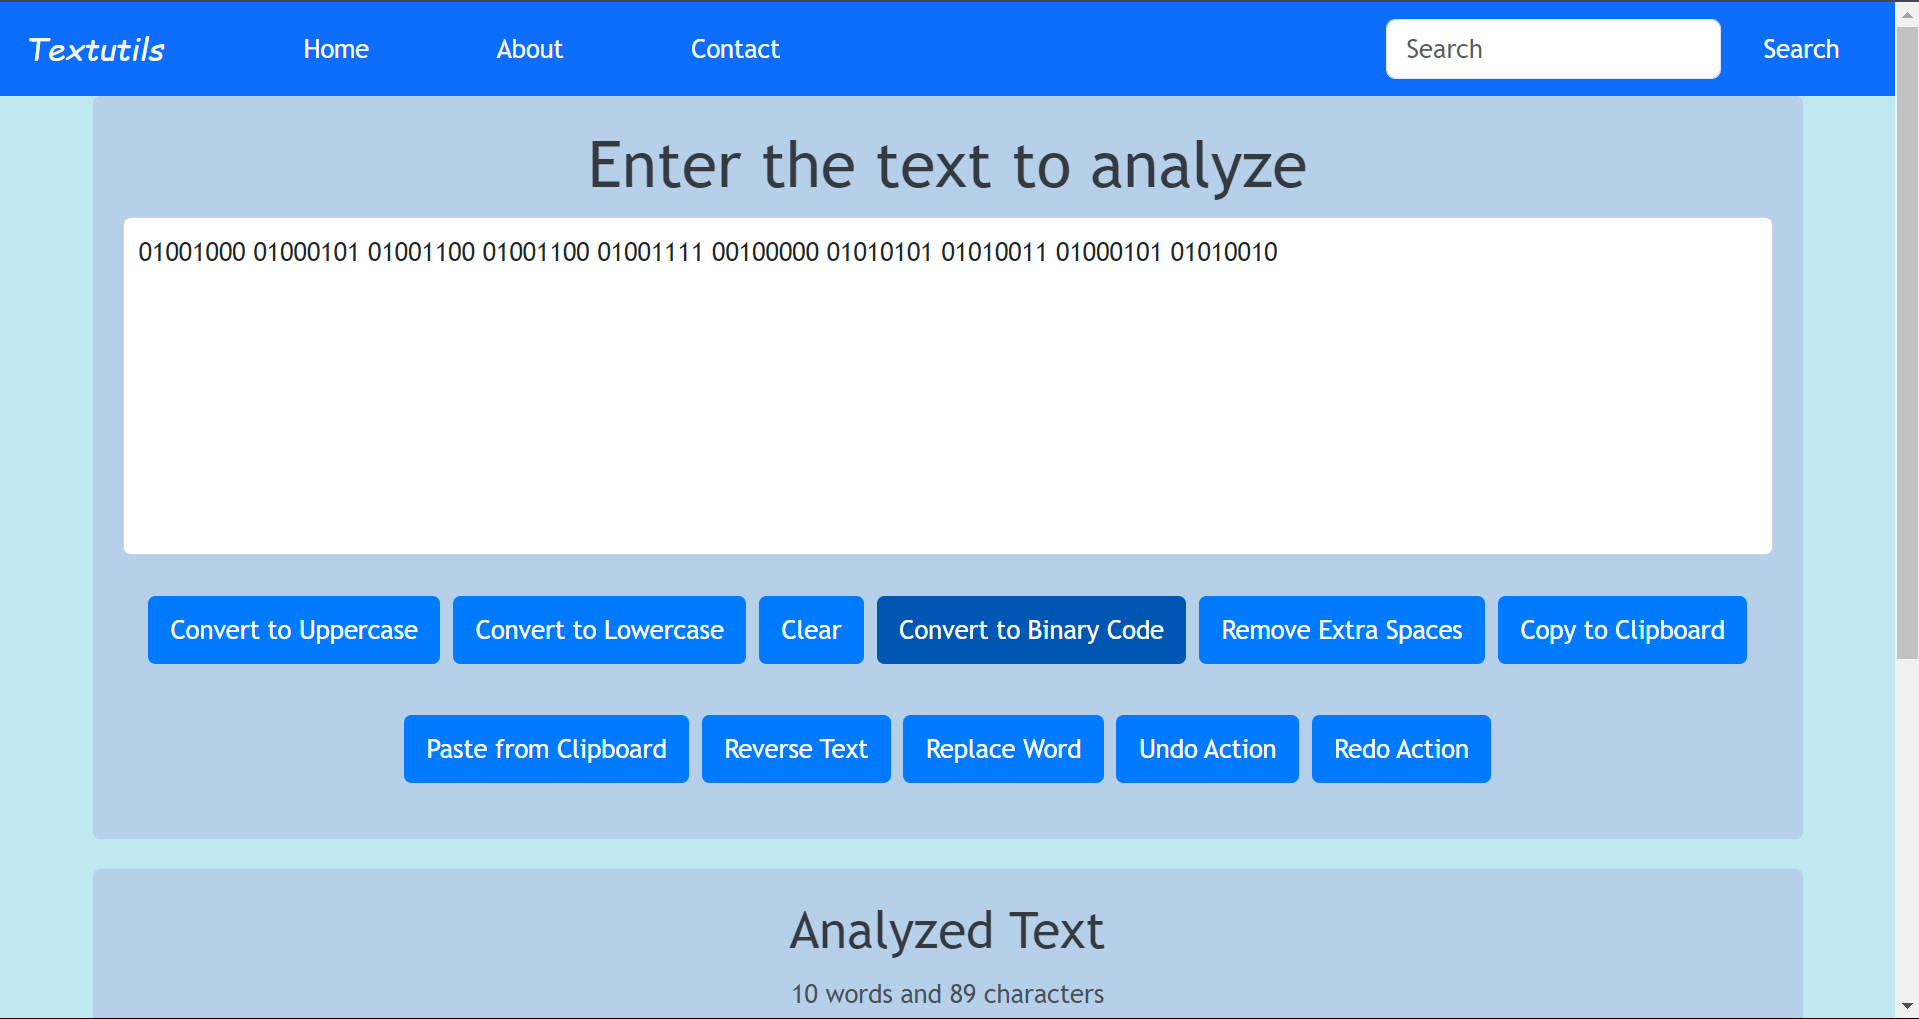 Textutils Home About Contact Search Search
Enter the text to analyze
01001000 01000101 01001100 01001100 01001111 00100000 01010101 01010011 01000101 01010010
Convert to Uppercase Convert to Lowercase Clear Convert to Binary Code Remove Extra Spaces Copy to Clipboard
Paste from Clipboard Reverse Text Replace Word Undo Action Redo Action
Analyzed Text
10 words and 89 characters